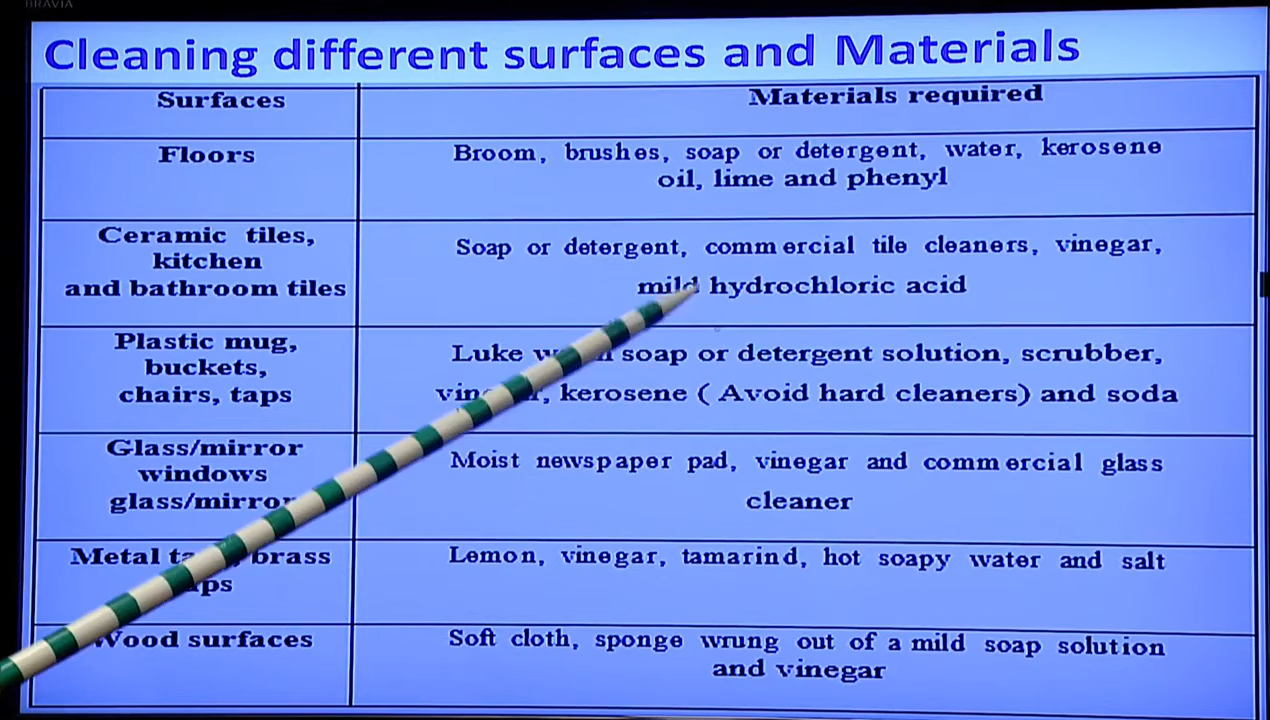 BRAVIA
Cleaning different surfaces and Materials
Surfaces
Materials required
Floors
Broom, brushes, soap or detergent, water, kerosene
oil, lime and phenyl
Ceramic tiles,
kitchen
and bathroom tiles
Soap or detergent, commercial tile cleaners, vinegar,
mild hydrochloric acid
Plastic mug,
buckets,
chairs, taps
Luke soap or detergent solution, scrubber,
kerosene ( Avoid hard cleaners) and soda
Glass/mirror
windows
glass/mirror
Moist newspaper pad, vinegar and commercial glass
cleaner
Metal brass
Lemon, vinegar, tamarind, hot soapy water and salt
Wood surfaces
Soft cloth, sponge wrung out of a mild soap solution
and vinegar